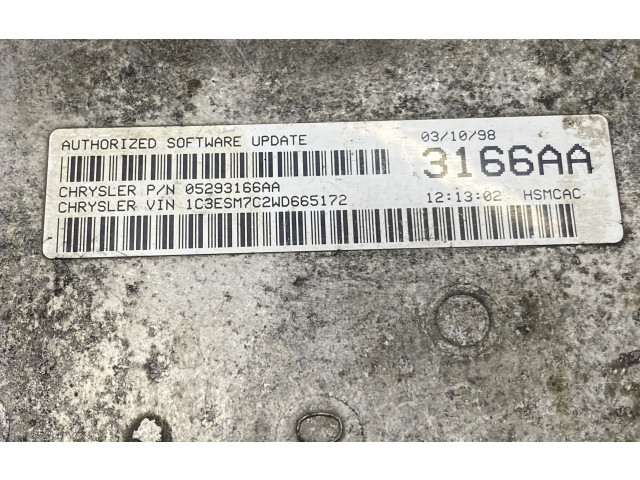 AUTHORIZED SOFTWARE UPDATE 03/10/98
3166AA
CHRYSLER P/N 05293166AA
CHRYSLER VIN 1C3ESM7C2WD665172 12:13:02 HSMCAC